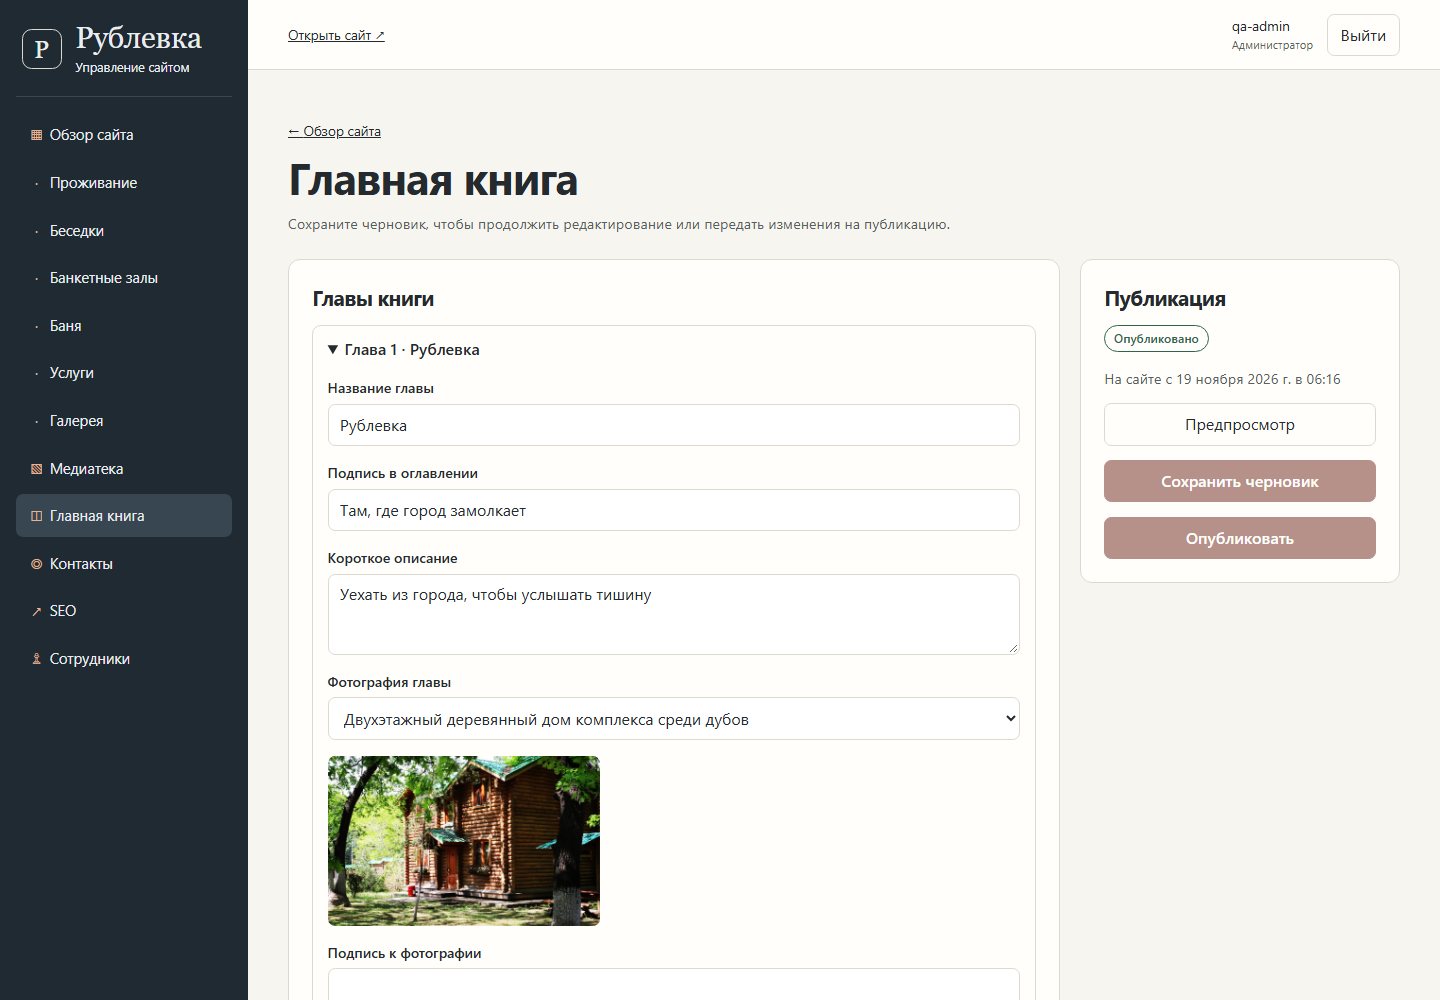 Р
Рублевка
Управление сайтом
Обзор сайта
Проживание
Беседки
Банкетные залы
Баня
Услуги
Галерея
Медиатека
Главная книга
Контакты
SEO
Сотрудники
Открыть сайт ↗
qa-admin
Администратор
Выйти
← Обзор сайта
Главная книга
Сохраните черновик, чтобы продолжить редактирование или передать изменения на публикацию.
Главы книги
▼ Глава 1 · Рублевка
Название главы
Рублевка
Подпись в оглавлении
Там, где город замолкает
Короткое описание
Уехать из города, чтобы услышать тишину
Фотография главы
Двухэтажный деревянный дом комплекса среди дубов
Подпись к фотографии
Публикация
Опубликовано
На сайте с 19 ноября 2026 г. в 06:16
Предпросмотр
Сохранить черновик
Опубликовать